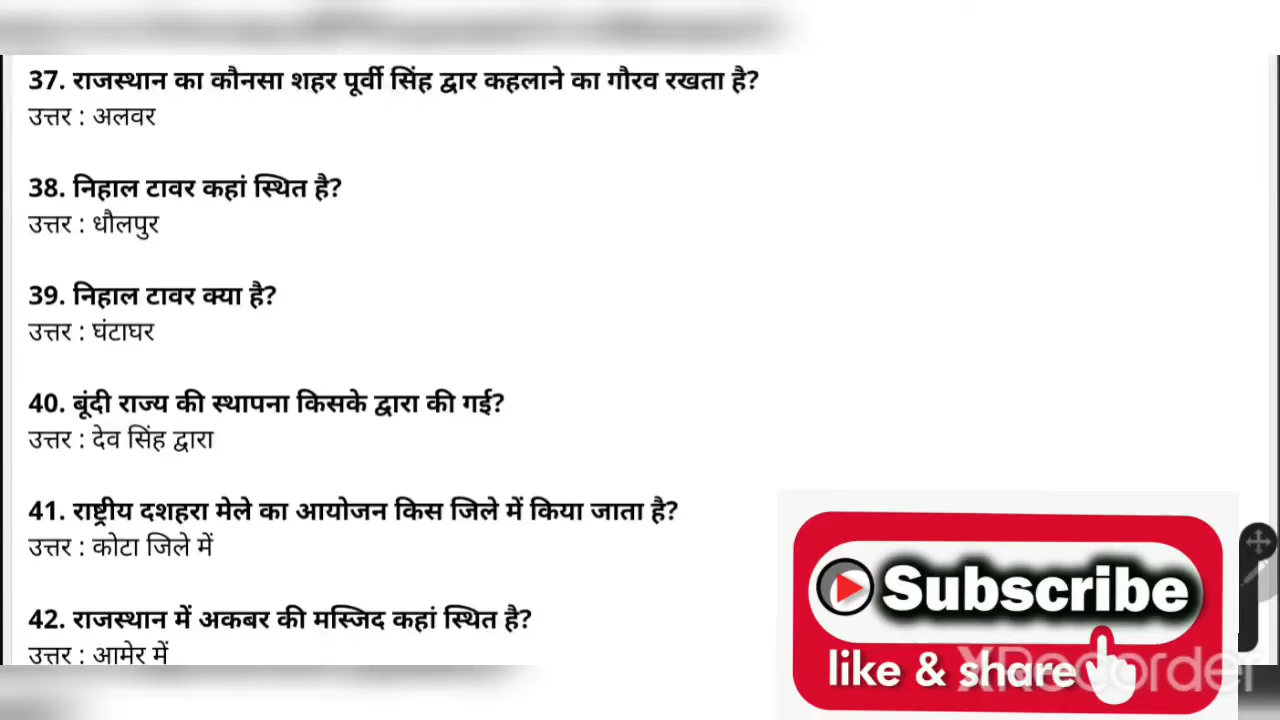 37. राजस्थान का कौनसा शहर पूर्वी सिंह द्वार कहलाने का गौरव रखता है?
उत्तर : अलवर
38. निहाल टावर कहां स्थित है?
उत्तर : धौलपुर
39. निहाल टावर क्या है?
उत्तर : घंटाघर
40. बूंदी राज्य की स्थापना किसके द्वारा की गई?
उत्तर : देव सिंह द्वारा
41. राष्ट्रीय दशहरा मेले का आयोजन किस जिले में किया जाता है?
उत्तर : कोटा जिले में
42. राजस्थान में अकबर की मस्जिद कहां स्थित है?
उत्तर : आमेर में
Subscribe
like & share
XRecorder